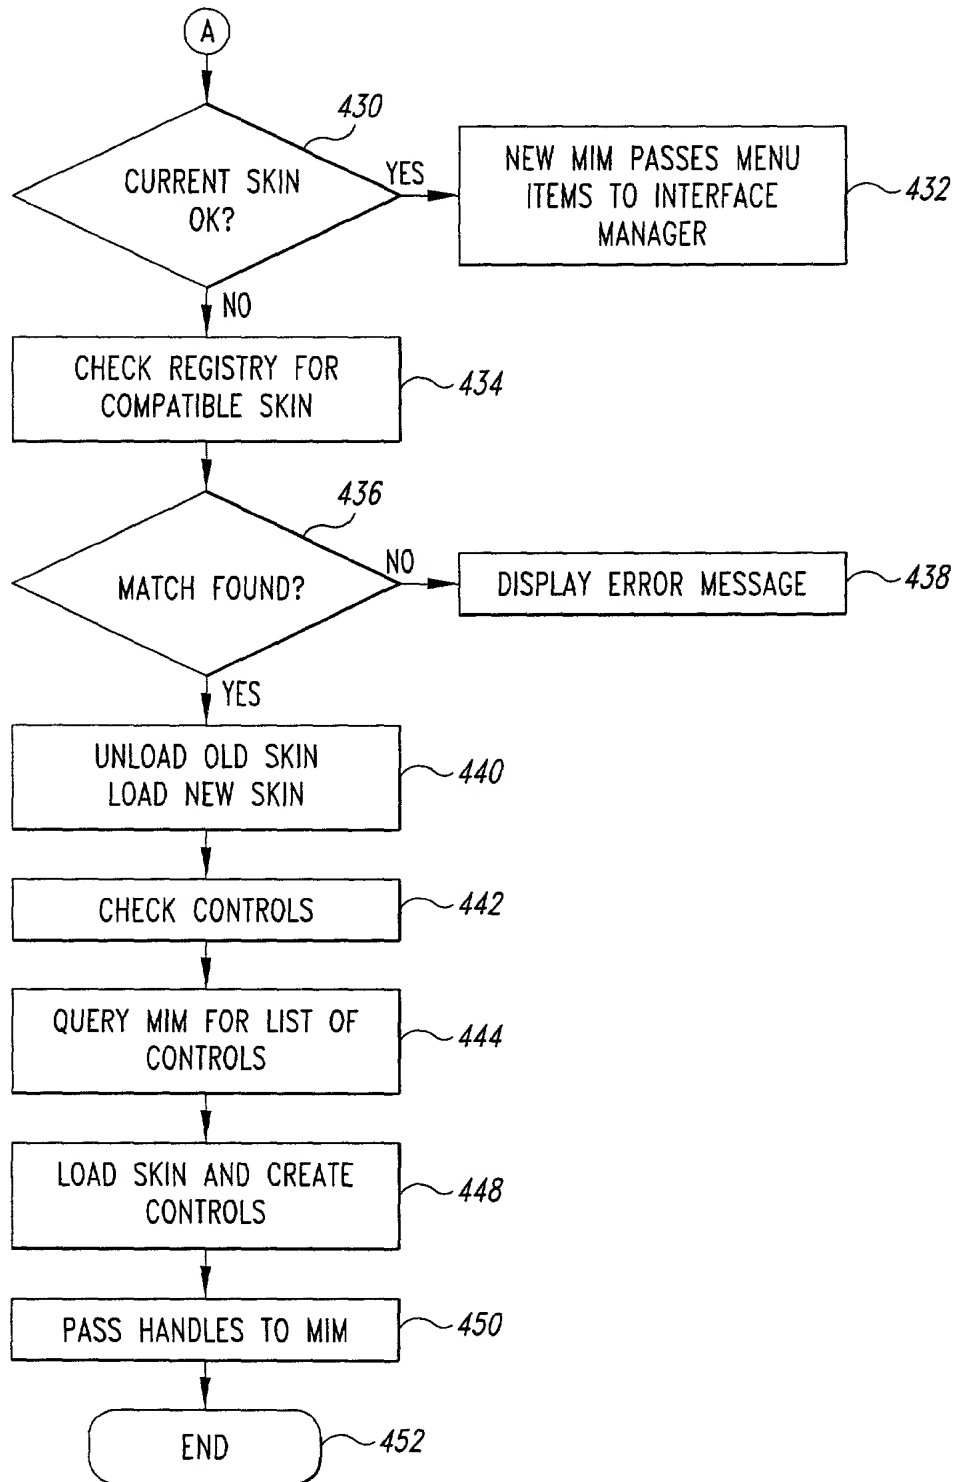 A
430
CURRENT SKIN
OK?
YES
NEW MIM PASSES MENU
ITEMS TO INTERFACE
MANAGER
432
NO
CHECK REGISTRY FOR
COMPATIBLE SKIN
434
436
MATCH FOUND?
NO
DISPLAY ERROR MESSAGE
438
YES
UNLOAD OLD SKIN
LOAD NEW SKIN
440
CHECK CONTROLS
442
QUERY MIM FOR LIST OF
CONTROLS
444
LOAD SKIN AND CREATE
CONTROLS
448
PASS HANDLES TO MIM
450
END
452